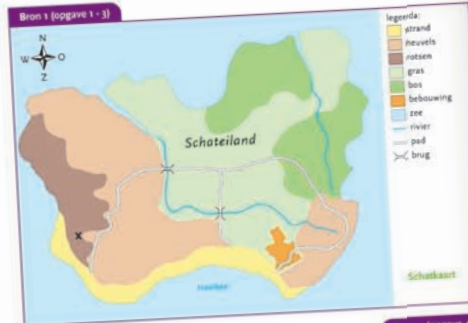 Bron 1 (opgave 1 - 3)
N
W O
Z
Schateiland
X
legenda:
strand
heuvels
rotsen
gras
bos
bebouwing
zee
rivier
pad
brug
Schatkaart